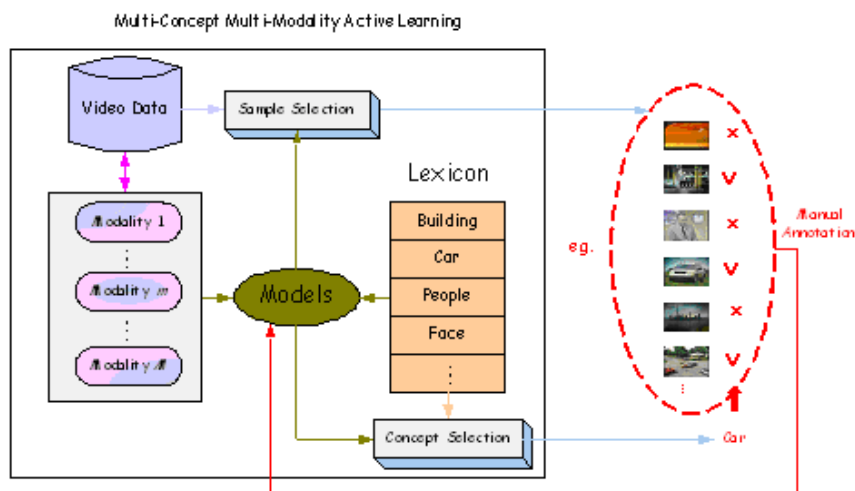 Multi-Concept Multi-Modality Active Learning
Video Data
Sample Selection
Lexicon
Modality 1
Building
Manual
Annotation
eg.
Car
Modality m
Models
People
Face
Modality M
Concept Selection
Car